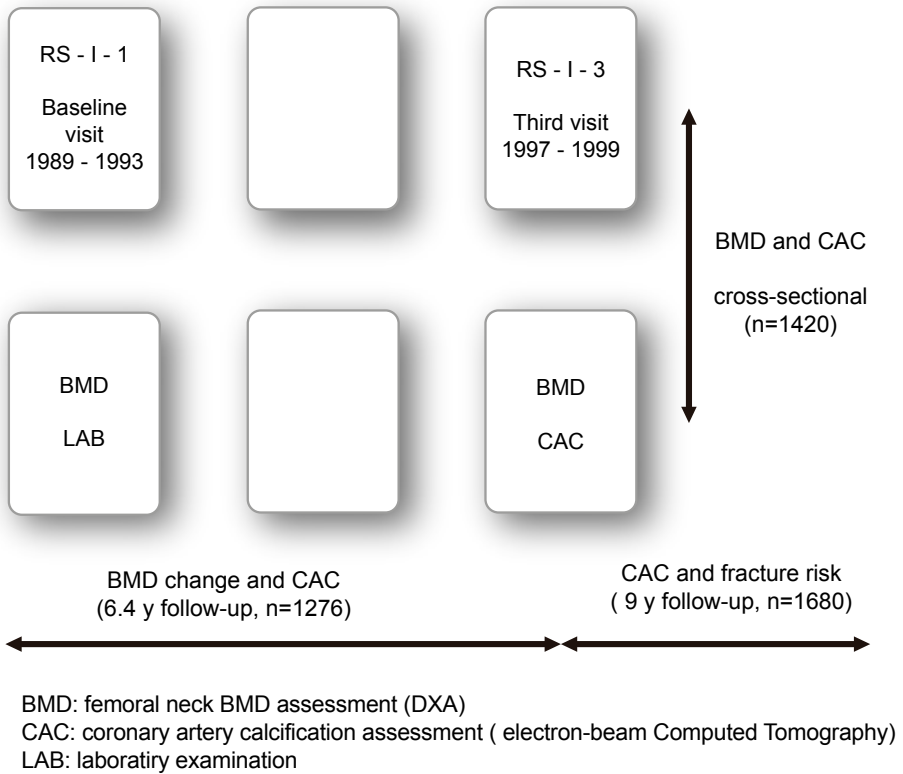 RS - I - 1
Baseline
visit
1989 - 1993
RS - I - 3
Third visit
1997 - 1999
BMD and CAC
cross-sectional
(n=1420)
BMD
LAB
BMD
CAC
BMD change and CAC
(6.4 y follow-up, n=1276)
CAC and fracture risk
( 9 y follow-up, n=1680)
BMD: femoral neck BMD assessment (DXA)
CAC: coronary artery calcification assessment ( electron-beam Computed Tomography)
LAB: laboratiry examination